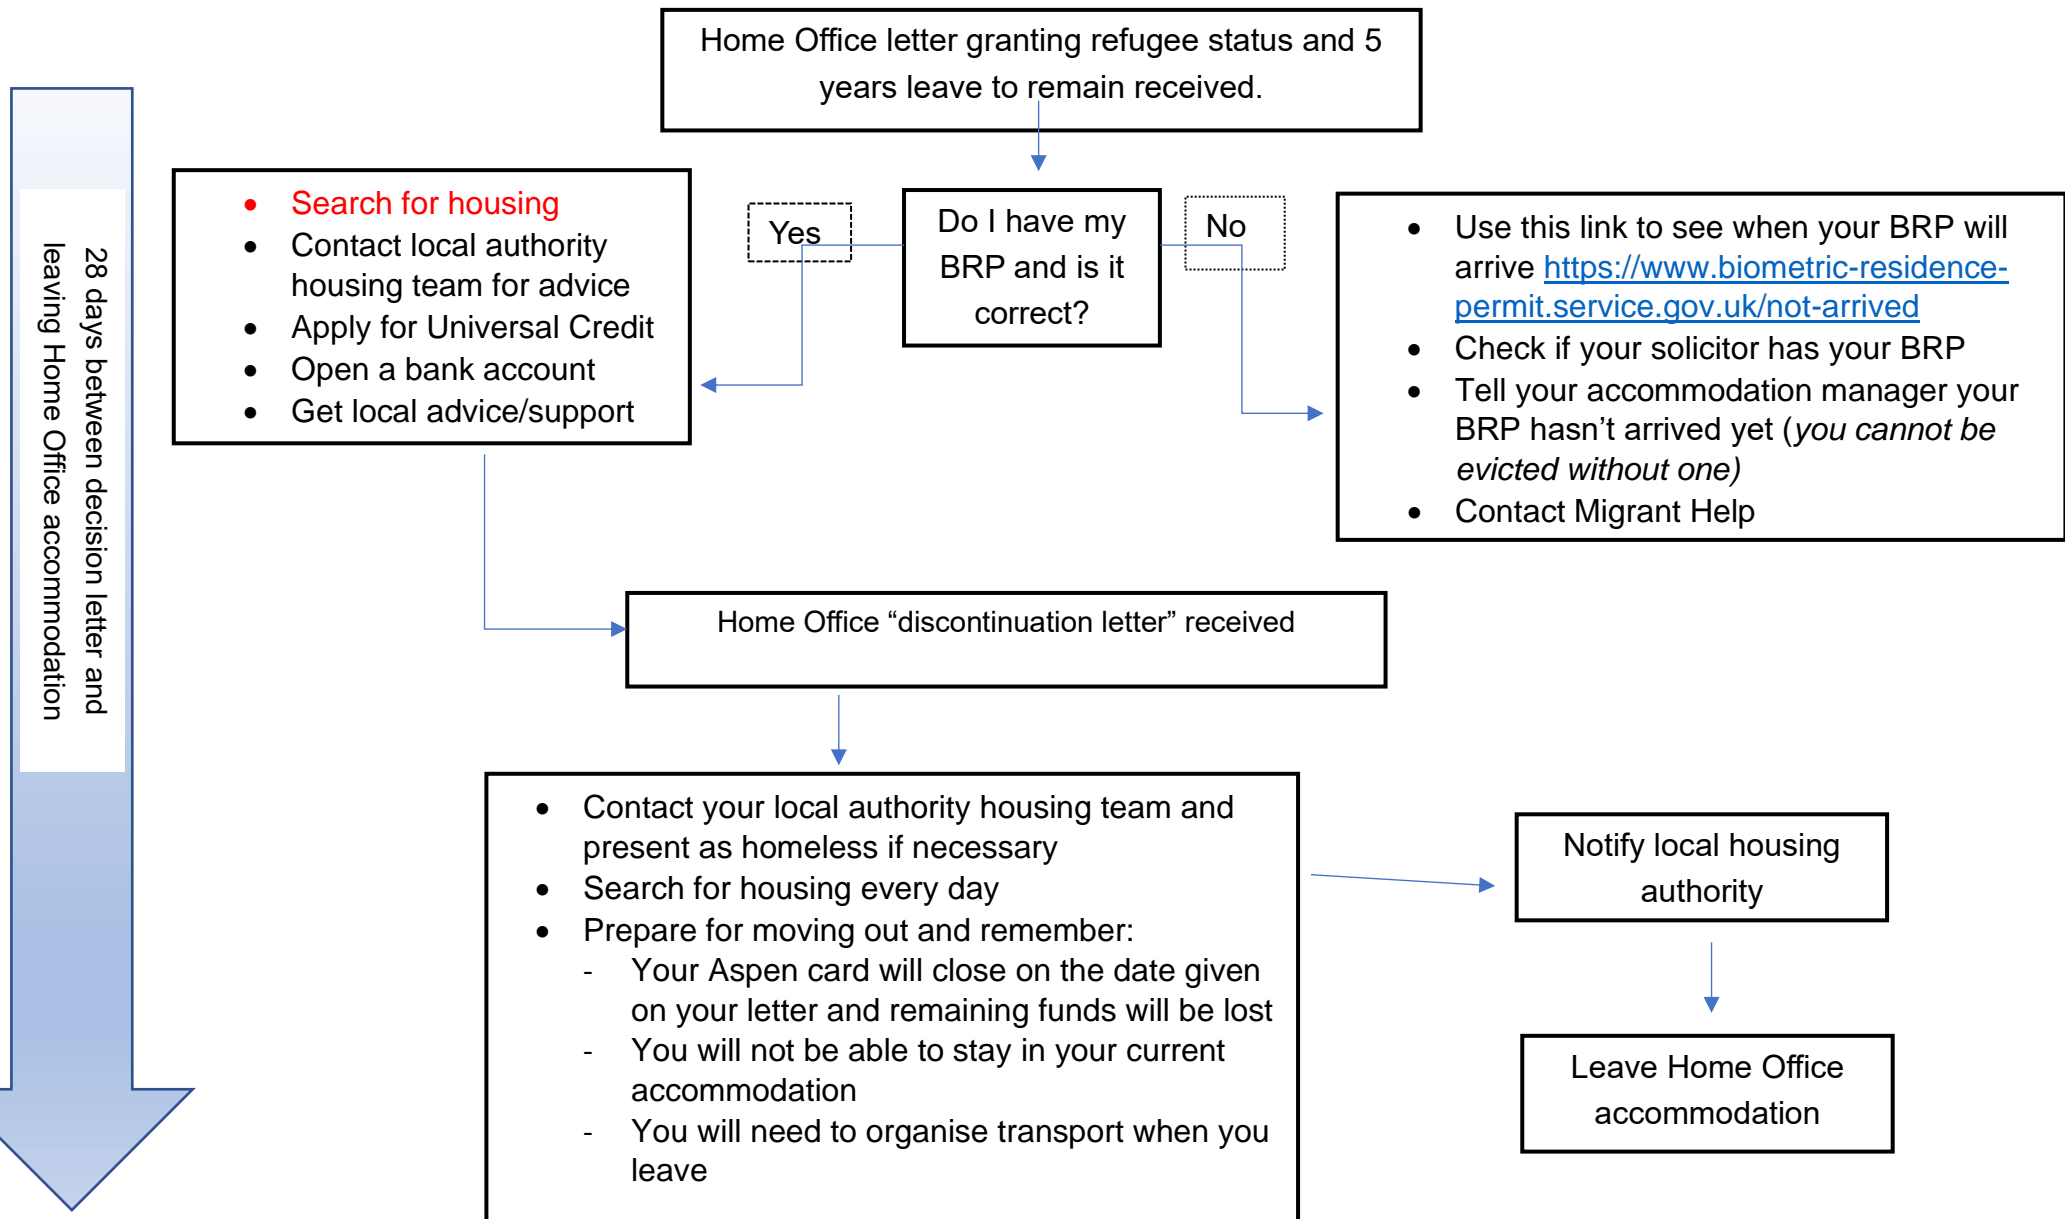 Home Office letter granting refugee status and 5
years leave to remain received.
28 days between decision letter and
leaving Home Office accommodation
• Search for housing
• Contact local authority
housing team for advice
• Apply for Universal Credit
• Open a bank account
• Get local advice/support
Yes
Do I have my
BRP and is it
correct?
No
• Use this link to see when your BRP will
arrive https://www.biometric-residence-
permit.service.gov.uk/not-arrived
• Check if your solicitor has your BRP
• Tell your accommodation manager your
BRP hasn’t arrived yet (you cannot be
evicted without one)
• Contact Migrant Help
Home Office “discontinuation letter” received
• Contact your local authority housing team and
present as homeless if necessary
• Search for housing every day
• Prepare for moving out and remember:
- Your Aspen card will close on the date given
on your letter and remaining funds will be lost
- You will not be able to stay in your current
accommodation
- You will need to organise transport when you
leave
Notify local housing
authority
Leave Home Office
accommodation